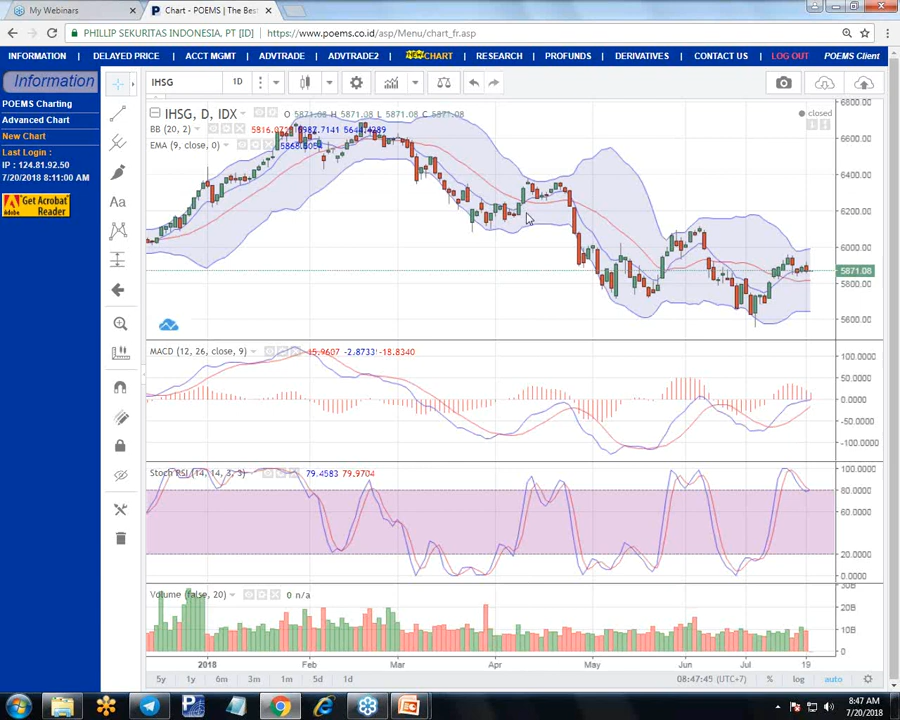 My Webinars
Chart - POEMS | The Bes
PHILLIP SEKURITAS INDONESIA. PT [ID]
https://www.poems.co.id/asp/Menu/chart_fr.asp
INFORMATION
DELAYED PRICE
ACCT MGMT
ADVTRADE
ADVTRADE2
NEWCHART
RESEARCH
PROFUNDS
DERIVATIVES
CONTACT US
LOG OUT
POEMS Client
Information
POEMS Charting
Advanced Chart
New Chart
Last Login :
IP : 124.81.92.50
7/20/2018 8:11:00 AM
Get Acrobat
Reader
Adobe
IHSG
1D
IHSG, D, IDX
O 5871.08 H 5871.08 L 5871.08 C 5871.08
closed
BB (20, 2)
EMA (9, close, 0)
6800.00
6600.00
6400.00
6200.00
6000.00
5871.08
5800.00
5600.00
MACD (12, 26, close, 9)
15.9607 -2.8733 -18.8340
100.0000
50.0000
0.0000
-50.0000
-100.0000
Stoch RSI (14, 14, 3, 3)
79.4583 79.9704
100.0000
80.0000
60.0000
20.0000
0.0000
Volume (false, 20)
0 n/a
20B
10B
0
2018
Feb
Mar
Apr
May
Jun
Jul
19
5y
1y
6m
3m
1m
5d
1d
08:47:45 (UTC+7)
%
log
auto
Aa
8:47 AM
7/20/2018